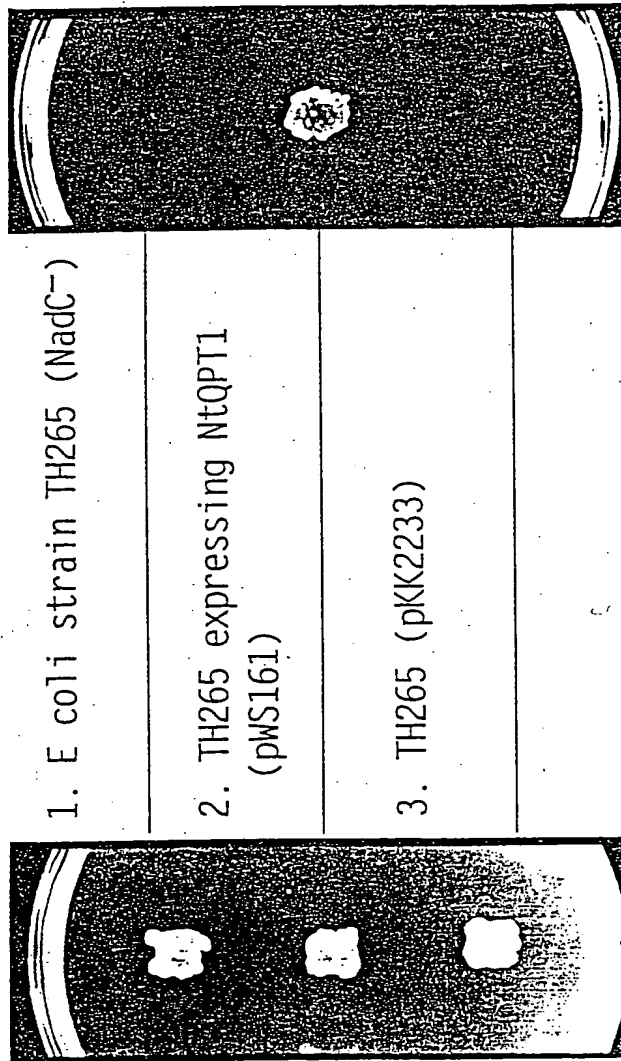 1. E coli strain TH265 (NadC⁻)
2. TH265 expressing NtQPT1
(pWS161)
3. TH265 (pKK2233)